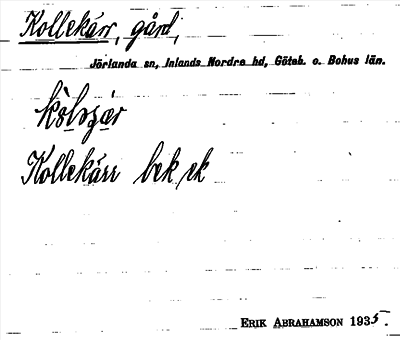 Kollekärr, gård,
Jörlanda sn, Inlands Nordre hd, Göteb. o. Bohus län.
Kollekärr bek. ek
ERIK ABRAHAMSON 1935.